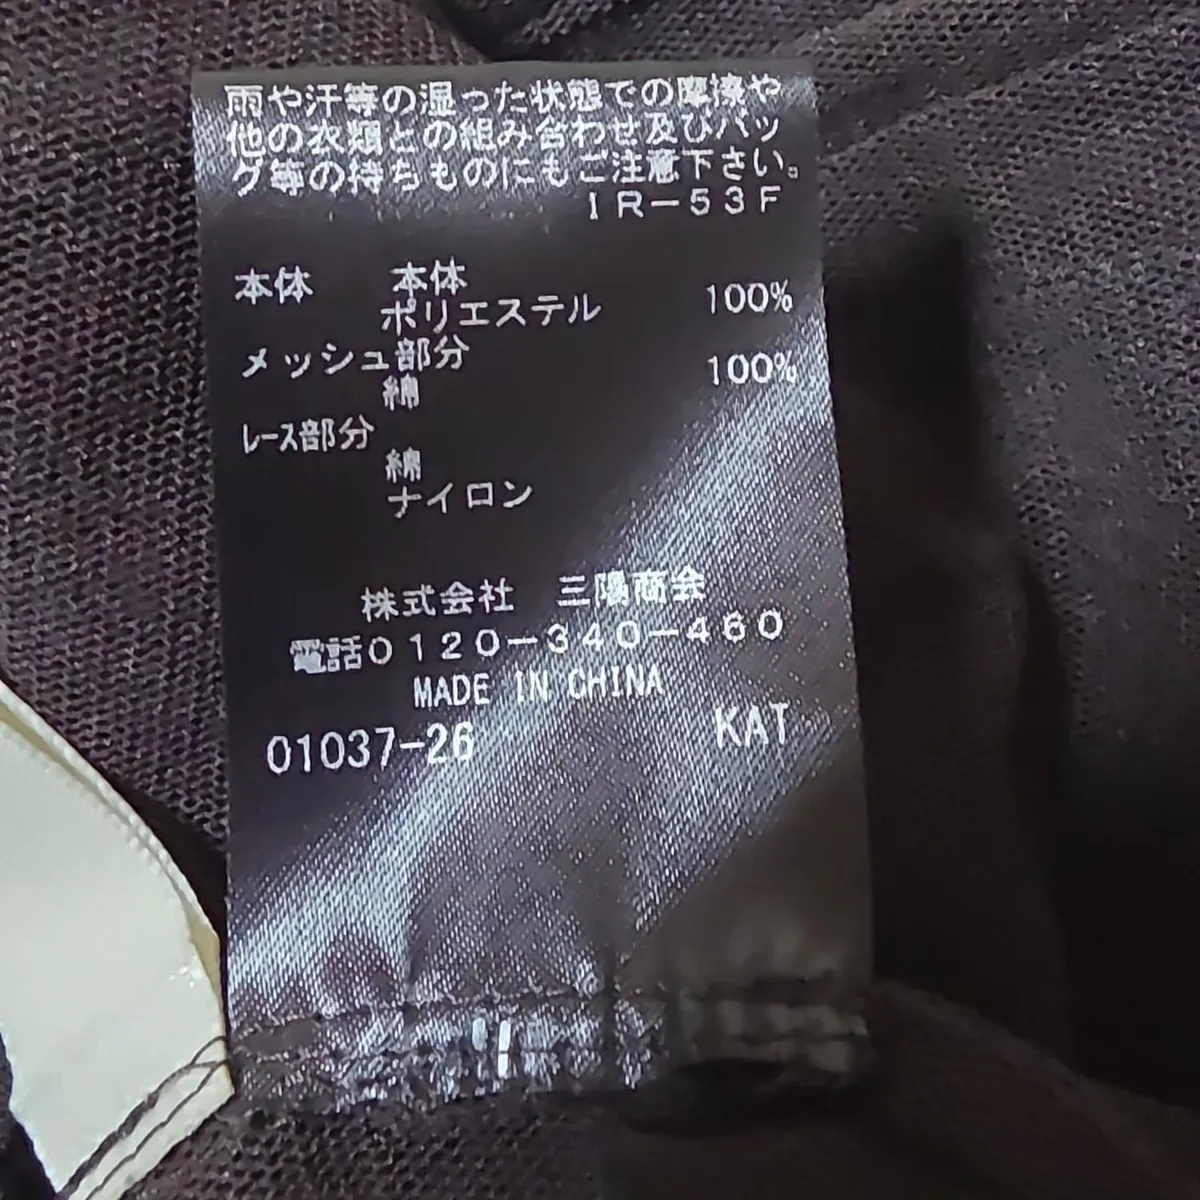 雨や汗等の湿った状態での摩擦や
他の衣類との組み合わせ及びバッ
グ等の持ちものにもご注意下さい。
IR-53F
本体 本体
ポリエステル 100%
メッシュ部分
綿 100%
レース部分
綿
ナイロン
株式会社 三陽商会
電話0120-340-460
MADE IN CHINA
01037-26 KAT